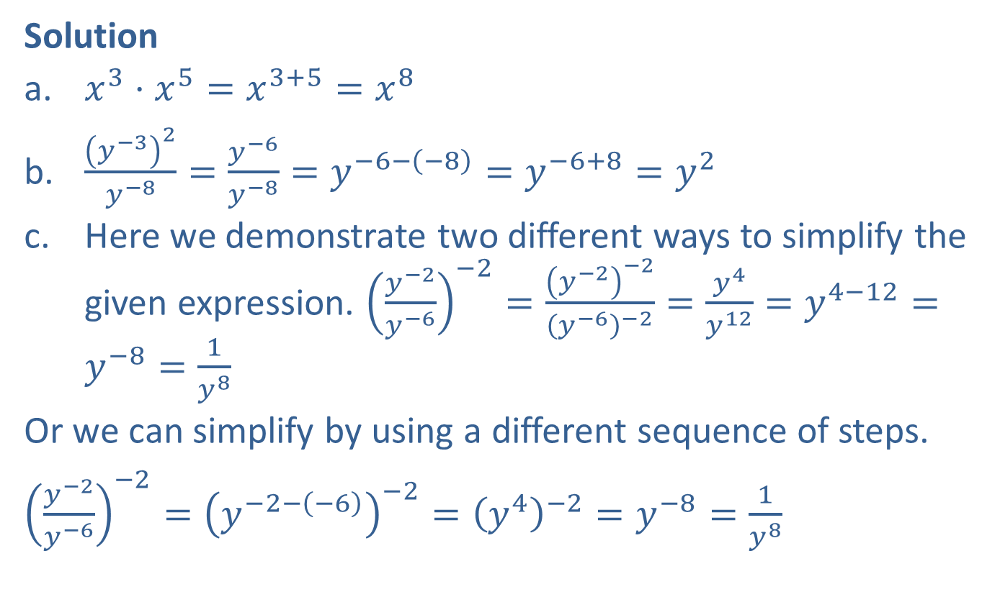 Solution
a. $x^3 \cdot x^5 = x^{3+5} = x^8$
b. $\frac{(y^{-3})^2}{y^{-8}} = \frac{y^{-6}}{y^{-8}} = y^{-6-(-8)} = y^{-6+8} = y^2$
c. Here we demonstrate two different ways to simplify the
given expression. $\left(\frac{y^{-2}}{y^{-6}}\right)^{-2} = \frac{(y^{-2})^{-2}}{(y^{-6})^{-2}} = \frac{y^4}{y^{12}} = y^{4-12} =$
$y^{-8} = \frac{1}{y^8}$
Or we can simplify by using a different sequence of steps.
$\left(\frac{y^{-2}}{y^{-6}}\right)^{-2} = \left(y^{-2-(-6)}\right)^{-2} = (y^4)^{-2} = y^{-8} = \frac{1}{y^8}$